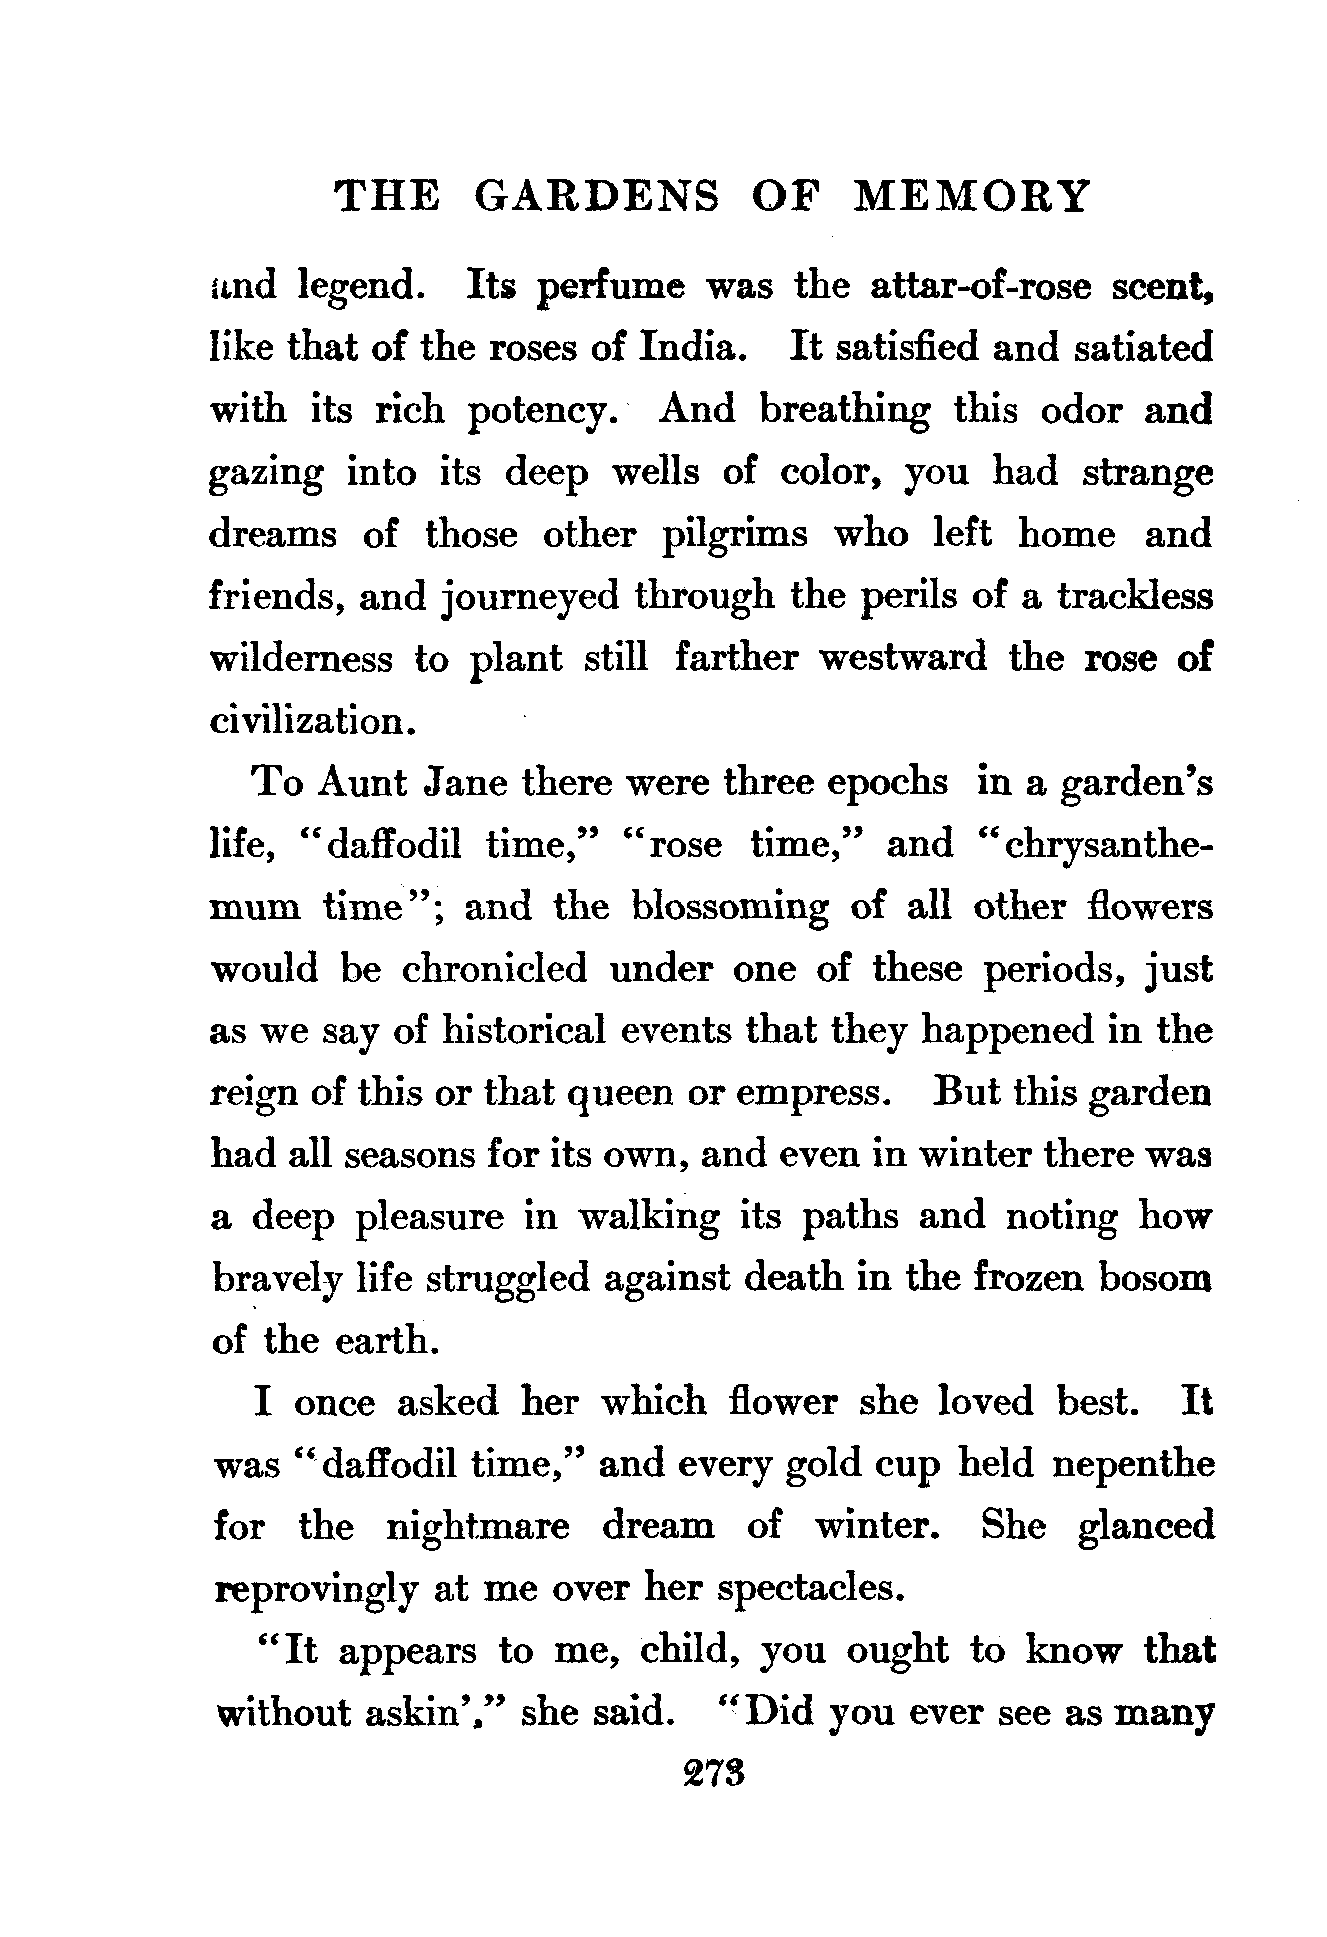 THE GARDENS OF MEMORY
and legend. Its perfume was the attar-of-rose scent,
like that of the roses of India. It satisfied and satiated
with its rich potency. And breathing this odor and
gazing into its deep wells of color, you had strange
dreams of those other pilgrims who left home and
friends, and journeyed through the perils of a trackless
wilderness to plant still farther westward the rose of
civilization.
To Aunt Jane there were three epochs in a garden's
life, "daffodil time," "rose time," and "chrysanthe-
mum time"; and the blossoming of all other flowers
would be chronicled under one of these periods, just
as we say of historical events that they happened in the
reign of this or that queen or empress. But this garden
had all seasons for its own, and even in winter there was
a deep pleasure in walking its paths and noting how
bravely life struggled against death in the frozen bosom
of the earth.
I once asked her which flower she loved best. It
was "daffodil time," and every gold cup held nepenthe
for the nightmare dream of winter. She glanced
reprovingly at me over her spectacles.
"It appears to me, child, you ought to know that
without askin'," she said. "Did you ever see as many
273